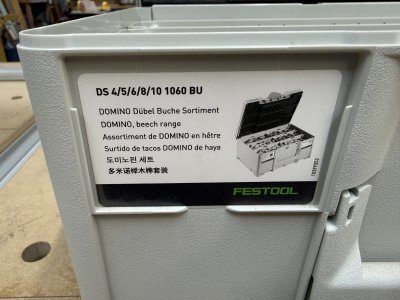 DS 4/5/6/8/10 1060 BU
DOMINO Dübel Buche Sortiment
DOMINO, beech range
Assortiment de DOMINO en hêtre
Surtido de tacos DOMINO de haya
도미노핀 세트
多米诺榉木榫套装
FESTOOL